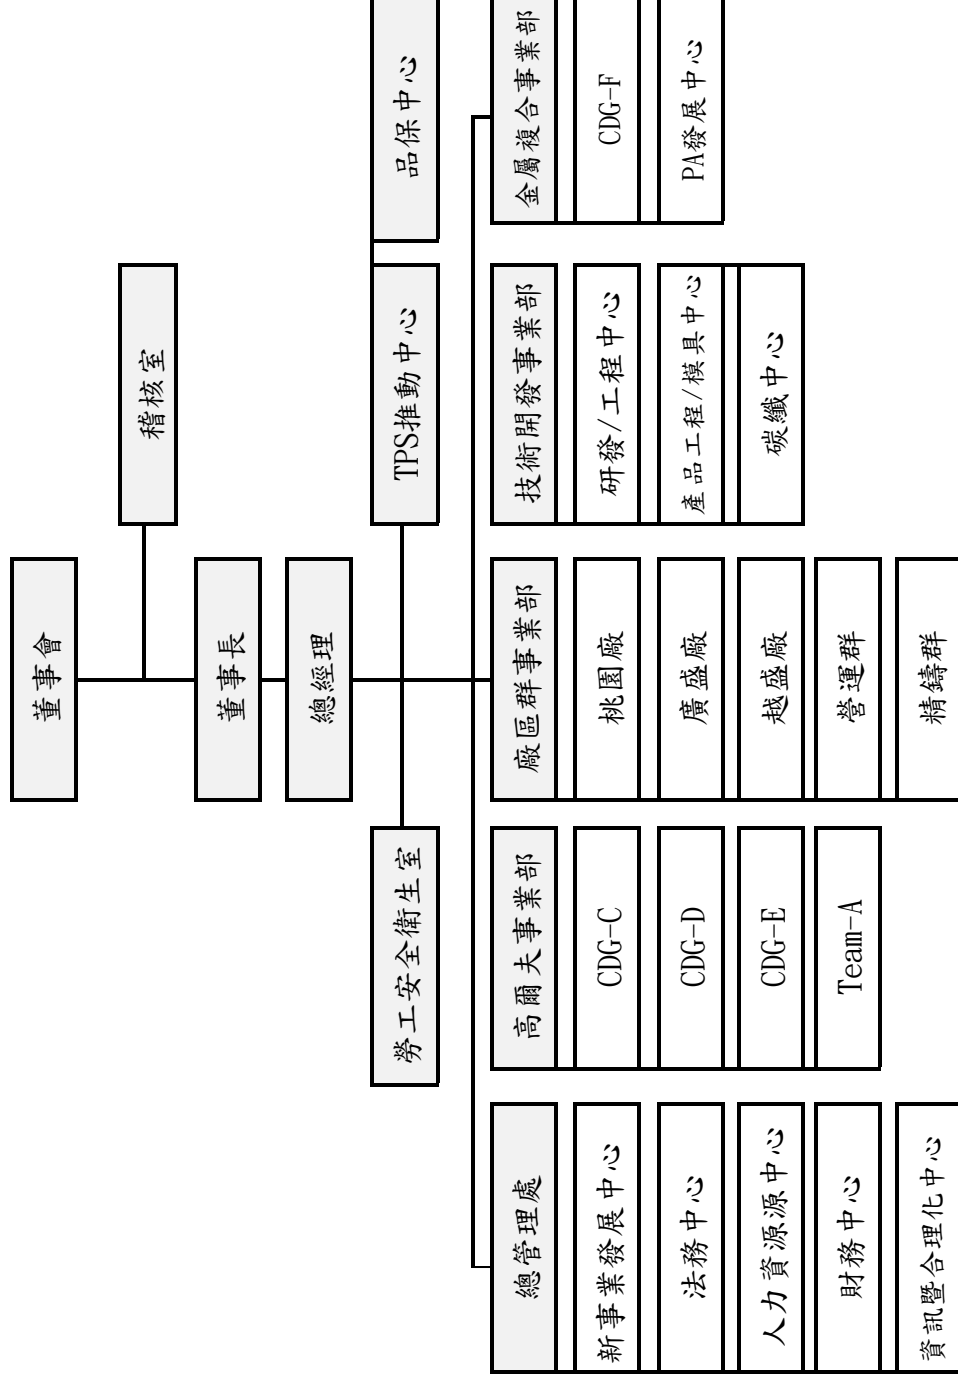 董事會
稽核室
董事長
總經理
勞工安全衛生室
TPS推動中心
品保中心
總管理處
新事業發展中心
法務中心
人力資源源中心
財務中心
資訊暨合理化中心
高爾夫事業部
CDG-C
CDG-D
CDG-E
Team-A
廠區群事業部
桃園廠
廣盛廠
越盛廠
營運群
精鑄群
技術開發事業部
研發/工程中心
產品工程/模具中心
碳纖中心
金屬複合事業部
CDG-F
PA發展中心